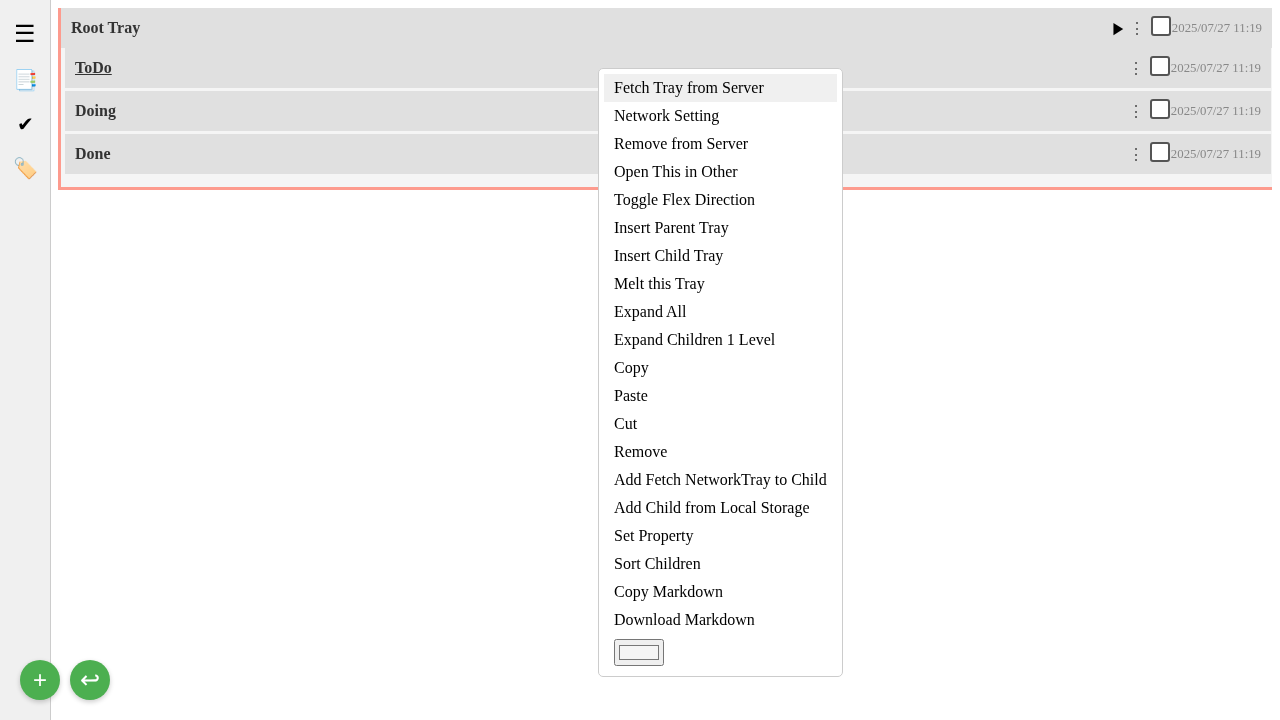 Root Tray
2025/07/27 11:19
ToDo
2025/07/27 11:19
Doing
2025/07/27 11:19
Done
2025/07/27 11:19
Fetch Tray from Server
Network Setting
Remove from Server
Open This in Other
Toggle Flex Direction
Insert Parent Tray
Insert Child Tray
Melt this Tray
Expand All
Expand Children 1 Level
Copy
Paste
Cut
Remove
Add Fetch NetworkTray to Child
Add Child from Local Storage
Set Property
Sort Children
Copy Markdown
Download Markdown